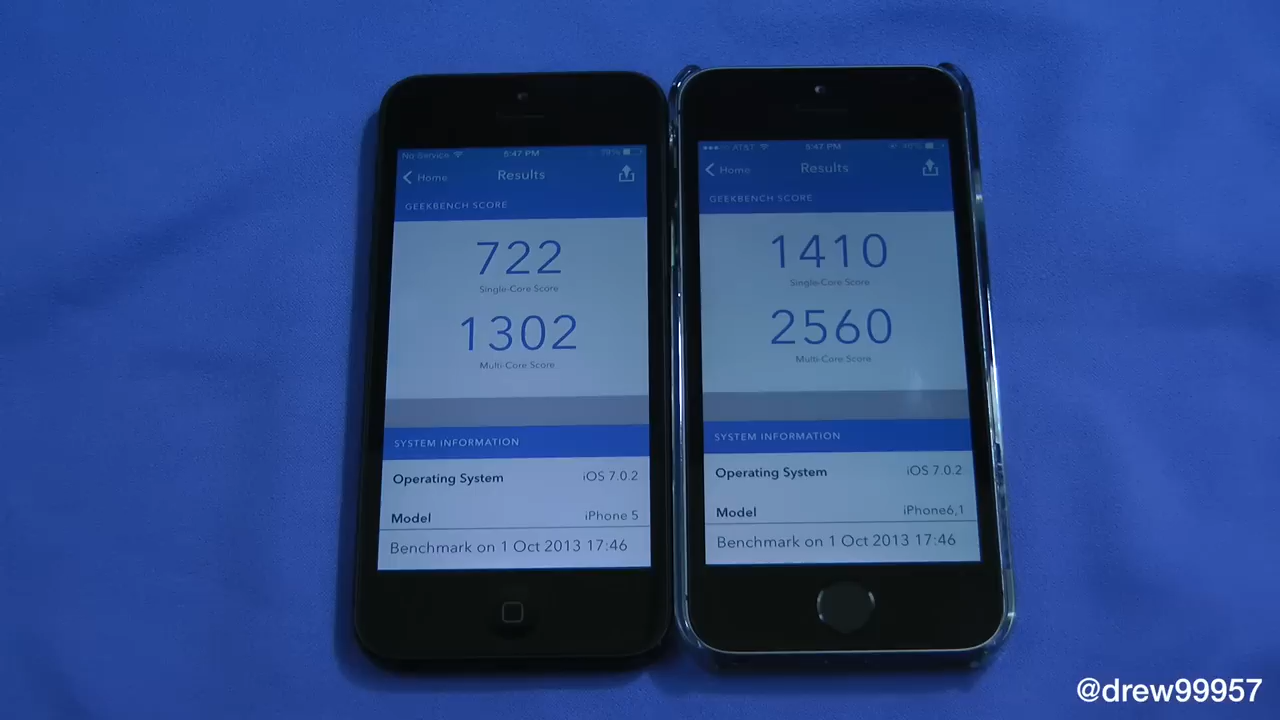 No Service 5:47 PM
Home Results
GEEKBENCH SCORE
722
Single-Core Score
1302
Multi-Core Score
SYSTEM INFORMATION
Operating System iOS 7.0.2
Model iPhone 5
Benchmark on 1 Oct 2013 17:46
AT&T 5:47 PM
Home Results
GEEKBENCH SCORE
1410
Single-Core Score
2560
Multi-Core Score
SYSTEM INFORMATION
Operating System iOS 7.0.2
Model iPhone6,1
Benchmark on 1 Oct 2013 17:46
@drew99957